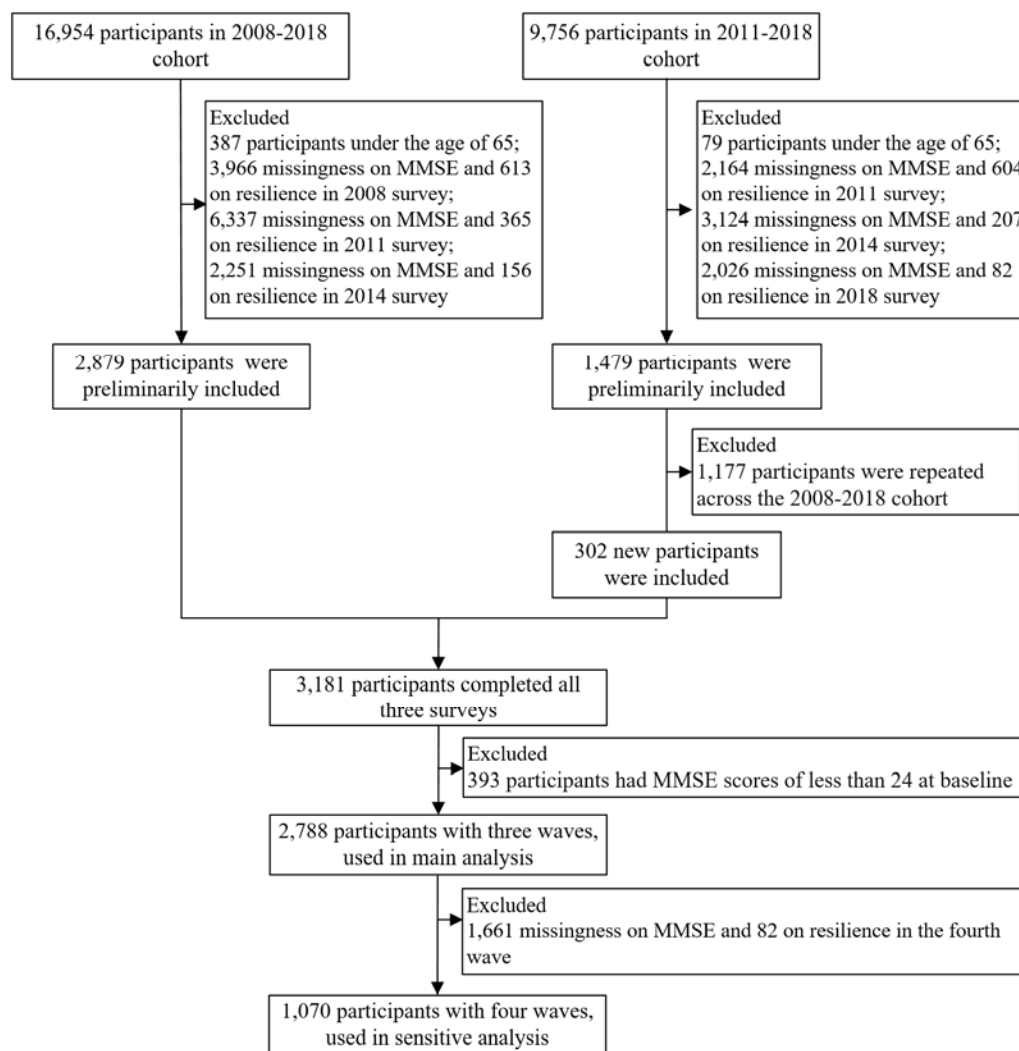 16,954 participants in 2008-2018
cohort
9,756 participants in 2011-2018
cohort
Excluded
387 participants under the age of 65;
3,966 missingness on MMSE and 613
on resilience in 2008 survey;
6,337 missingness on MMSE and 365
on resilience in 2011 survey;
2,251 missingness on MMSE and 156
on resilience in 2014 survey
Excluded
79 participants under the age of 65;
2,164 missingness on MMSE and 604
on resilience in 2011 survey;
3,124 missingness on MMSE and 207
on resilience in 2014 survey;
2,026 missingness on MMSE and 82
on resilience in 2018 survey
2,879 participants were
preliminarily included
1,479 participants were
preliminarily included
Excluded
1,177 participants were repeated
across the 2008-2018 cohort
302 new participants
were included
3,181 participants completed all
three surveys
Excluded
393 participants had MMSE scores of less than 24 at baseline
2,788 participants with three waves,
used in main analysis
Excluded
1,661 missingness on MMSE and 82 on resilience in the fourth
wave
1,070 participants with four waves,
used in sensitive analysis